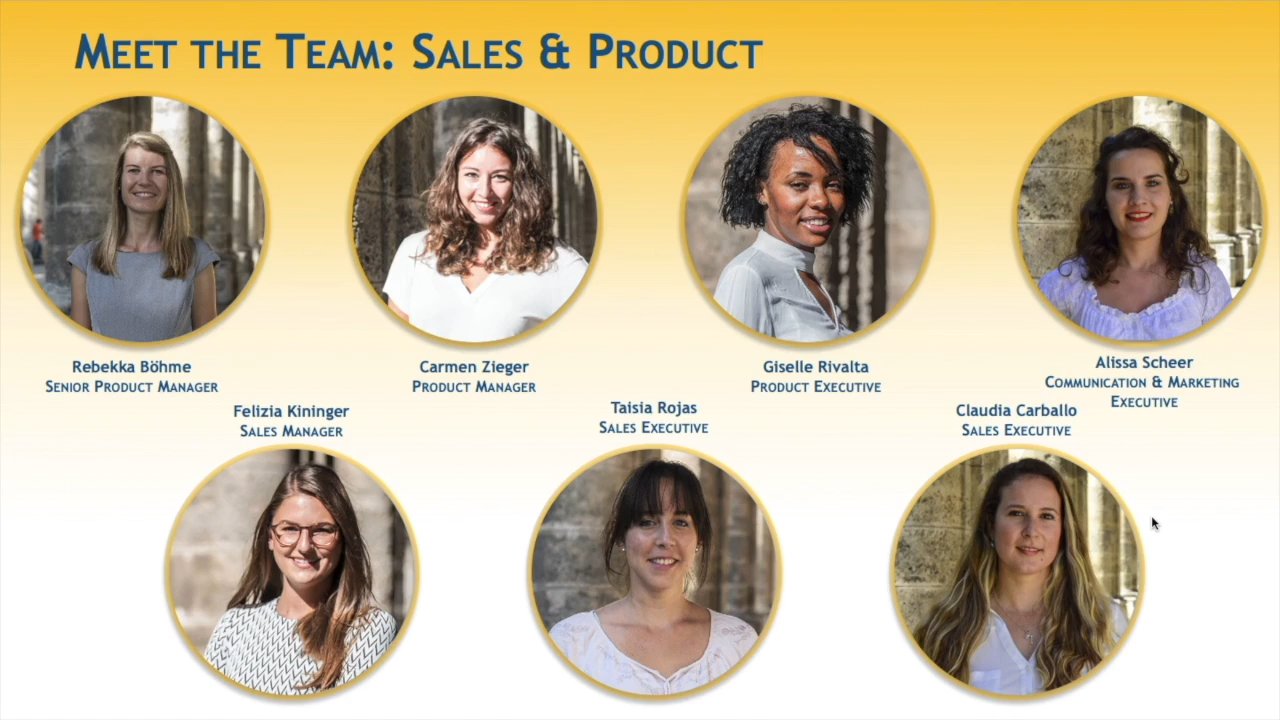 MEET THE TEAM: SALES & PRODUCT
Rebekka Böhme
SENIOR PRODUCT MANAGER
Carmen Zieger
PRODUCT MANAGER
Giselle Rivalta
PRODUCT EXECUTIVE
Alissa Scheer
COMMUNICATION & MARKETING
EXECUTIVE
Felizia Kininger
SALES MANAGER
Taisia Rojas
SALES EXECUTIVE
Claudia Carballo
SALES EXECUTIVE